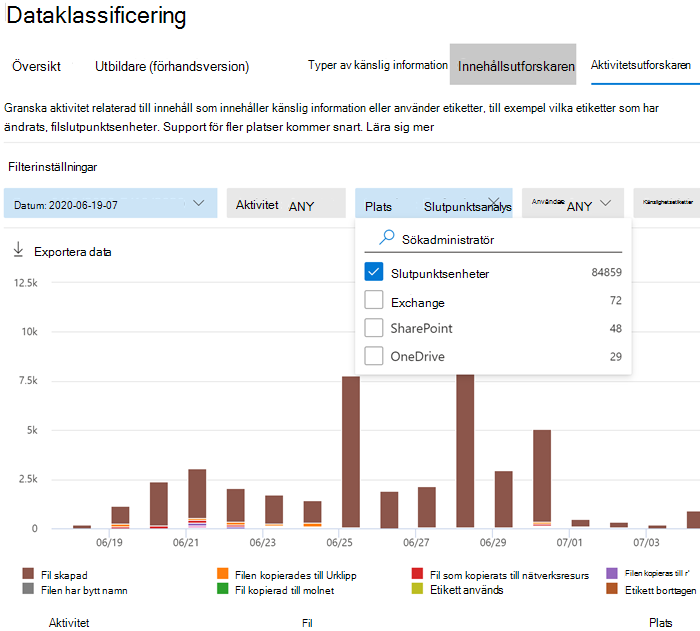 Dataklassificering
Översikt Utbildare (förhandsversion) Typer av känslig information Innehållsutforskaren Aktivitetsutforskaren
Granska aktivitet relaterad till innehåll som innehåller känslig information eller använder etiketter, till exempel vilka etiketter som har
ändrats, filslutpunktsenheter. Support för fler platser kommer snart. Lära sig mer
Filterinställningar
Datum: 2020-06-19-07 Aktivitet ANY Plats Slutpunktsanalys Användae ANY Känslighetsetiketter
Exportera data
Sökadministratör
Slutpunktsenheter 84859
Exchange 72
SharePoint 48
OneDrive 29
12.5k
10k
7.5k
5k
2.5k
0
06/19 06/21 06/23 06/25 06/27 06/29 07/01 07/03
Fil skapad Filen kopierades till Urklipp Fil som kopierats till nätverksresurs Filen kopieras till r'
Filen har bytt namn Fil kopierad till molnet Etikett används Etikett borttagen
Aktivitet Fil Plats